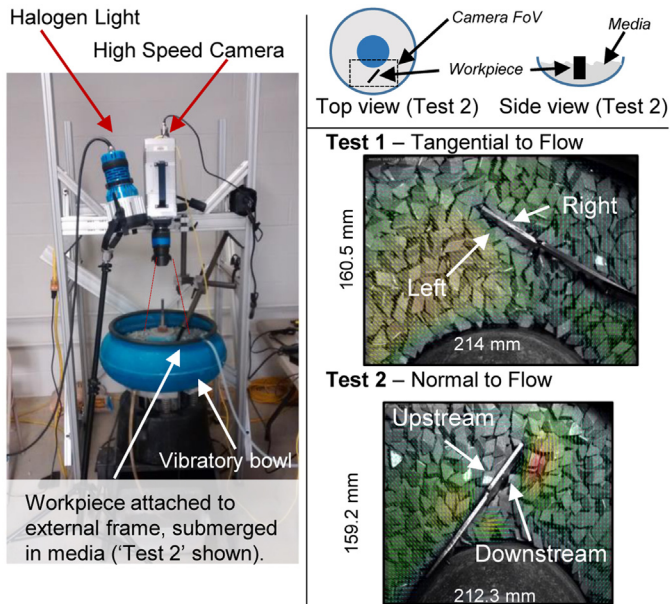 Halogen Light
High Speed Camera
Vibratory bowl
Workpiece attached to
external frame, submerged
in media (‘Test 2’ shown).
Camera FoV
Media
Workpiece
Top view (Test 2)
Side view (Test 2)
Test 1 – Tangential to Flow
160.5 mm
Right
Left
214 mm
Test 2 – Normal to Flow
159.2 mm
Upstream
Downstream
212.3 mm